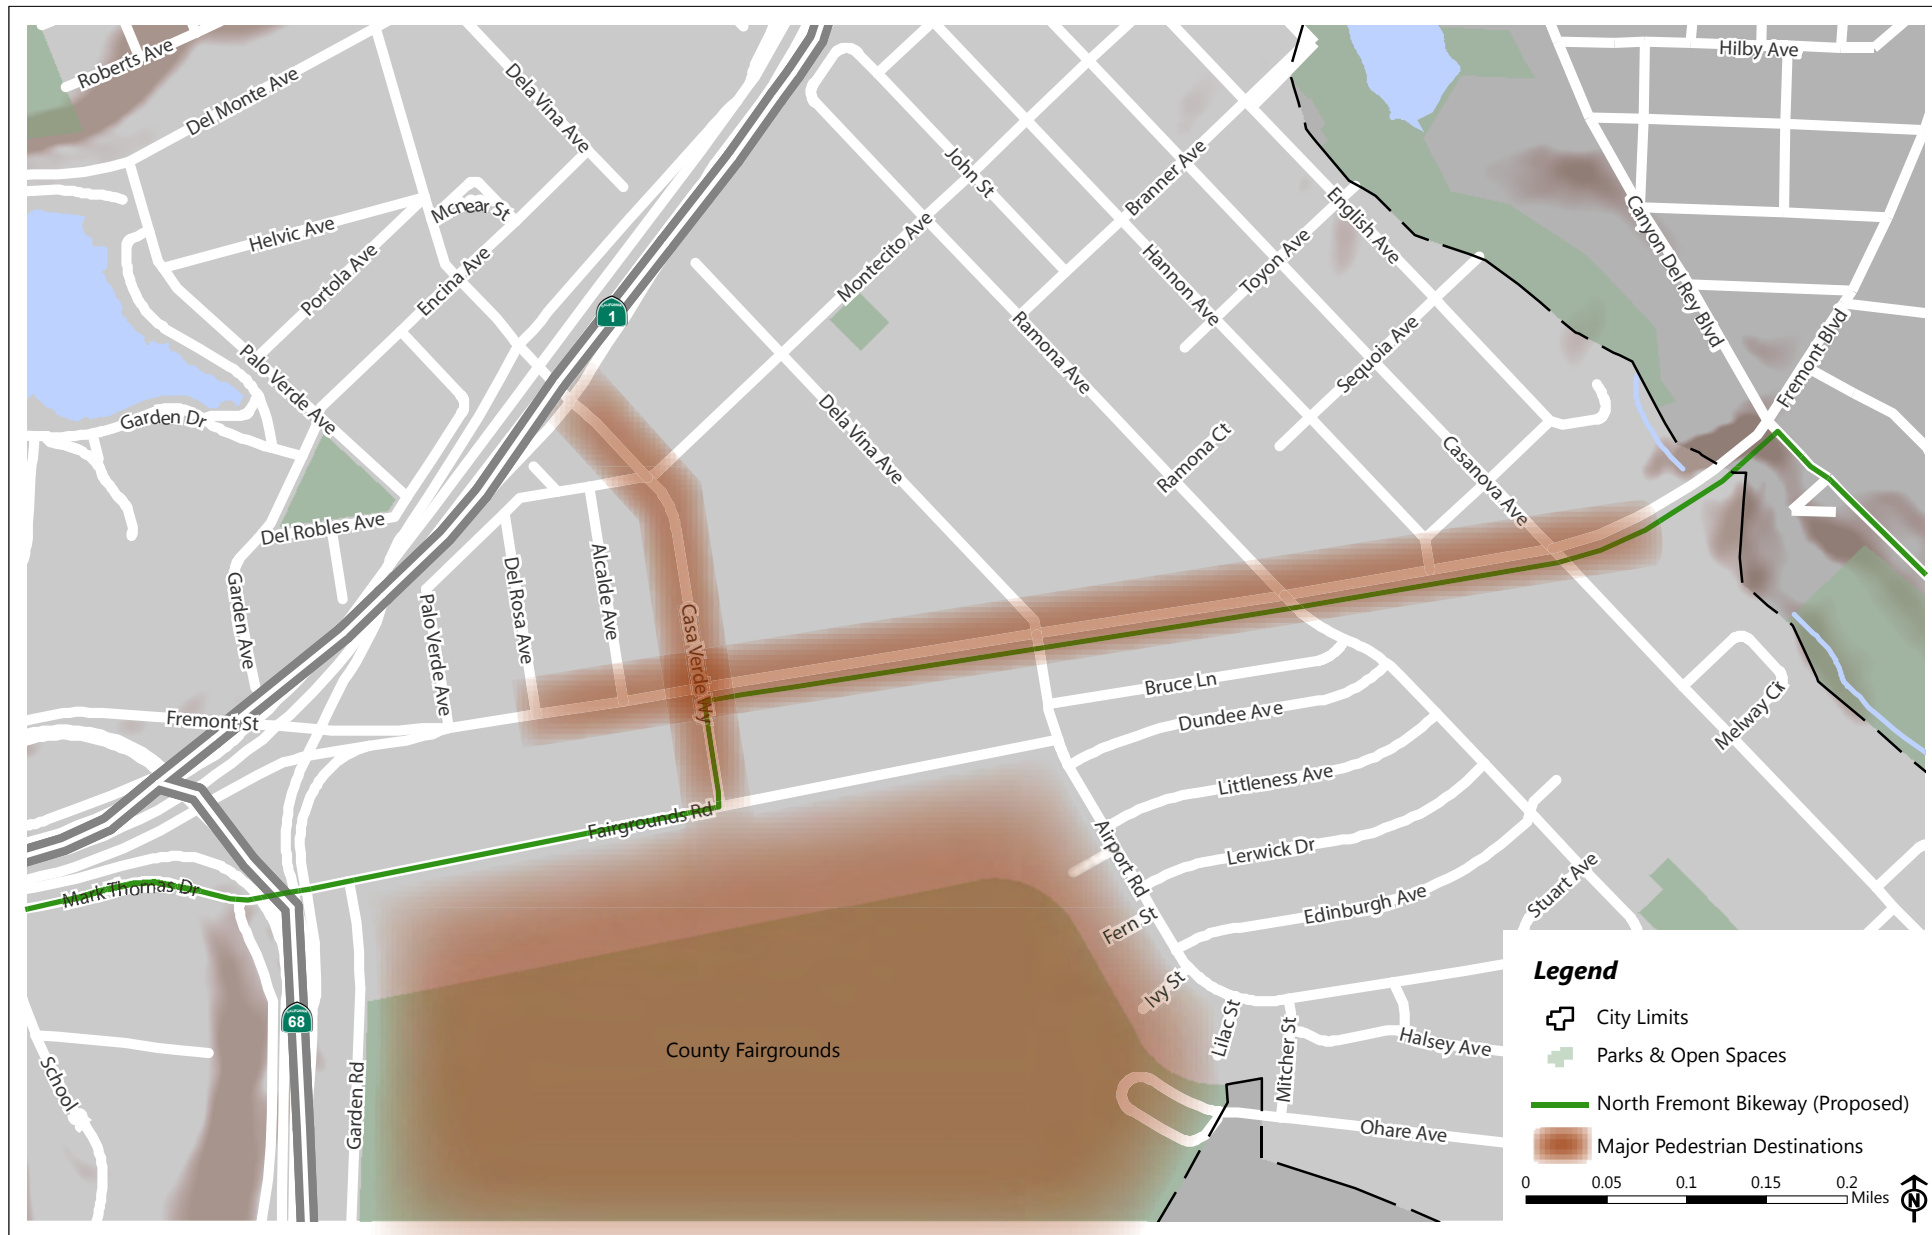 Roberts Ave
Del Monte Ave
Dela Vina Ave
Hilby Ave
John St
Branner Ave
Mcnear St
Helvic Ave
Portola Ave
Encina Ave
Montecito Ave
Hannon Ave
Toyon Ave
English Ave
Canyon Del Rey Blvd
CALIFORNIA
1
Palo Verde Ave
Garden Dr
Ramona Ave
Sequoia Ave
Fremont Blvd
Dela Vina Ave
Ramona Ct
Casanova Ave
Del Robles Ave
Garden Ave
Palo Verde Ave
Del Rosa Ave
Alcalde Ave
Casa Verde Wy
Fremont St
Bruce Ln
Dundee Ave
Melway Cir
Littleness Ave
Fairgrounds Rd
Mark Thomas Dr
Airport Rd
Lerwick Dr
Edinburgh Ave
Stuart Ave
Fern St
Ivy St
Lilac St
Mitcher St
Halsey Ave
Ohare Ave
CALIFORNIA
68
School
Garden Rd
County Fairgrounds
Legend
City Limits
Parks & Open Spaces
North Fremont Bikeway (Proposed)
Major Pedestrian Destinations
0 0.05 0.1 0.15 0.2
Miles
N